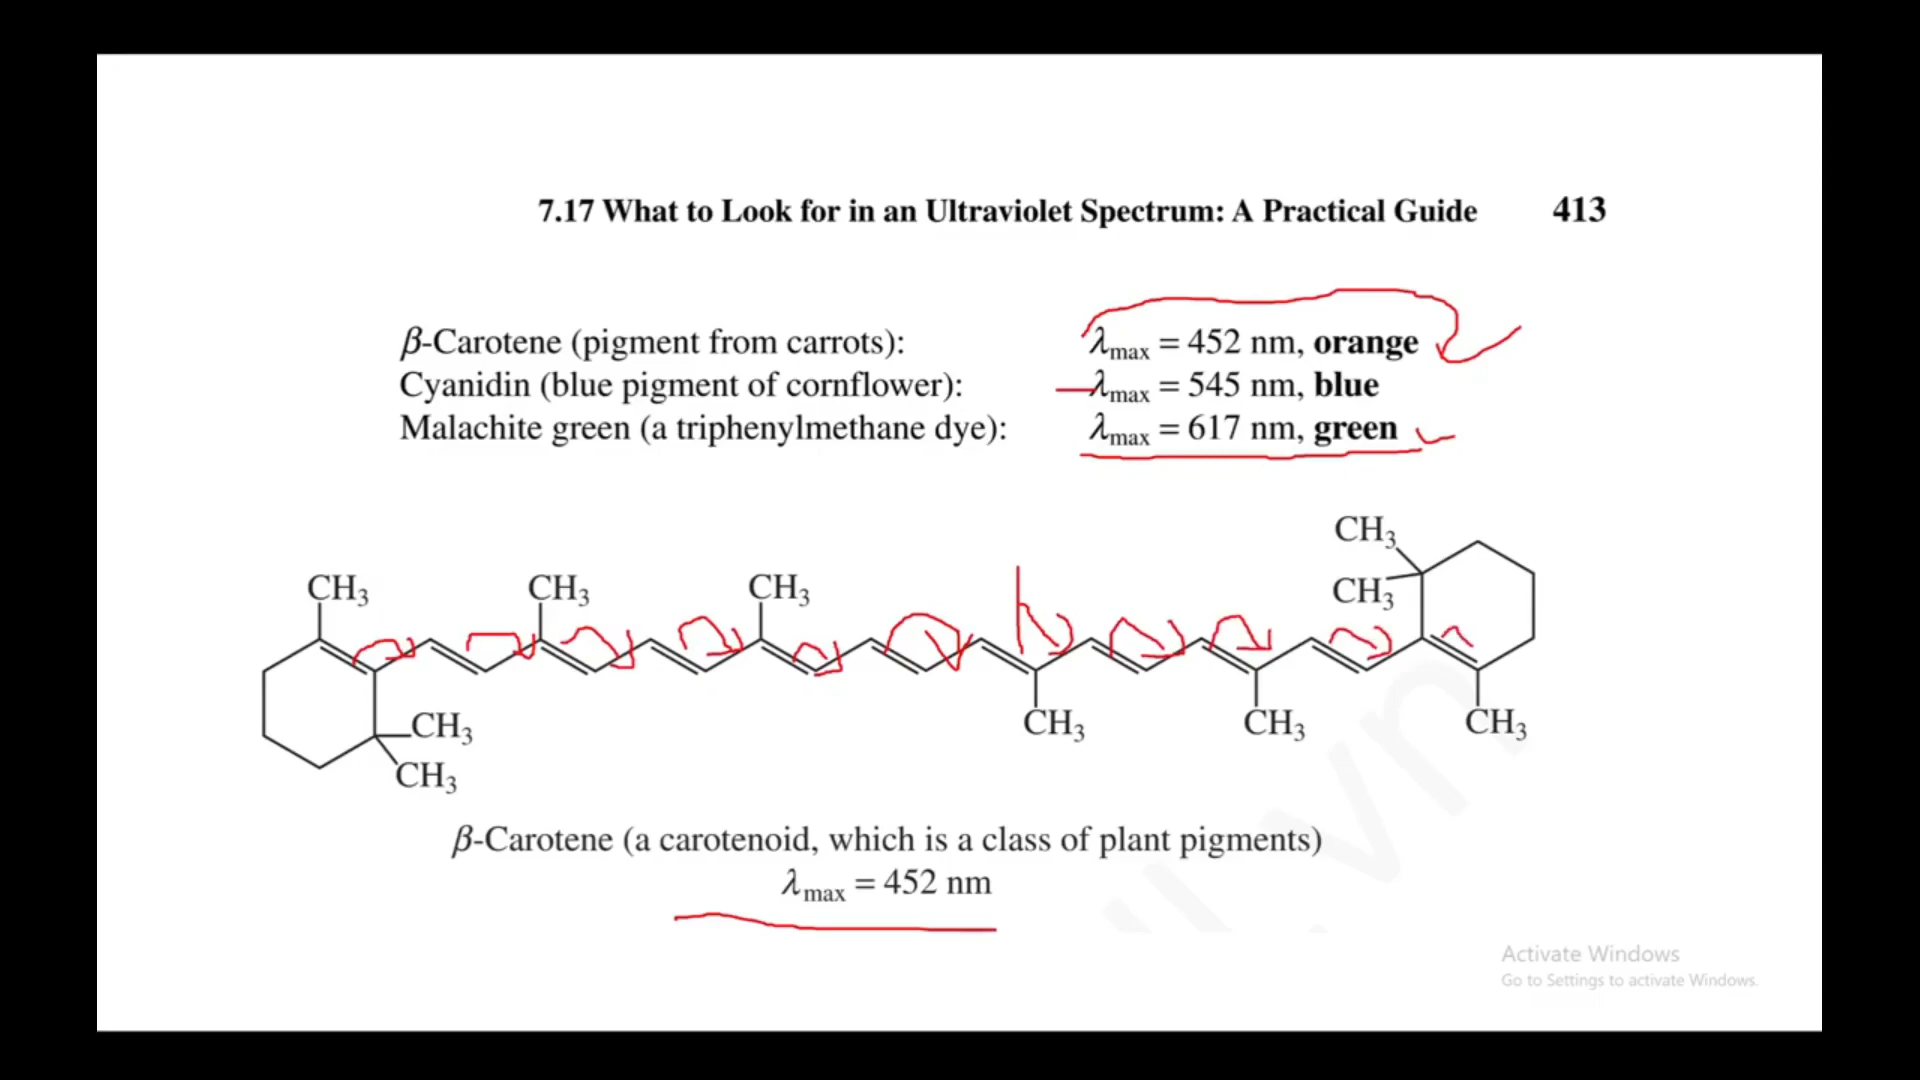 7.17 What to Look for in an Ultraviolet Spectrum: A Practical Guide 413
β-Carotene (pigment from carrots): λmax = 452 nm, orange
Cyanidin (blue pigment of cornflower): λmax = 545 nm, blue
Malachite green (a triphenylmethane dye): λmax = 617 nm, green
CH3
CH3
CH3 CH3 CH3
CH3
CH3 CH3 CH3
CH3
β-Carotene (a carotenoid, which is a class of plant pigments)
λmax = 452 nm
Activate Windows
Go to Settings to activate Windows.